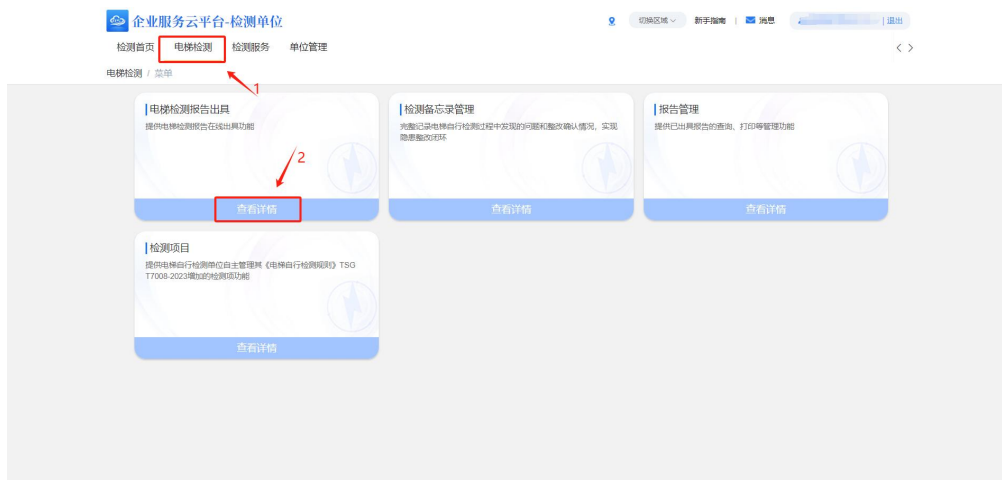 企业服务云平台-检测单位
切换区域 新手指南 | 消息 | 退出
检测首页 电梯检测 检测服务 单位管理
电梯检测 / 菜单
1
电梯检测报告出具
提供电梯检测报告在线出具功能
2
查看详情
检测备忘录管理
完整记录电梯自行检测过程中发现的问题和整改确认情况，实现
隐患整改闭环
查看详情
报告管理
提供已出具报告的查询、打印等管理功能
查看详情
检测项目
提供电梯自行检测单位自主管理其《电梯自行检测规则》TSG
T7008-2023增加的检测项功能
查看详情